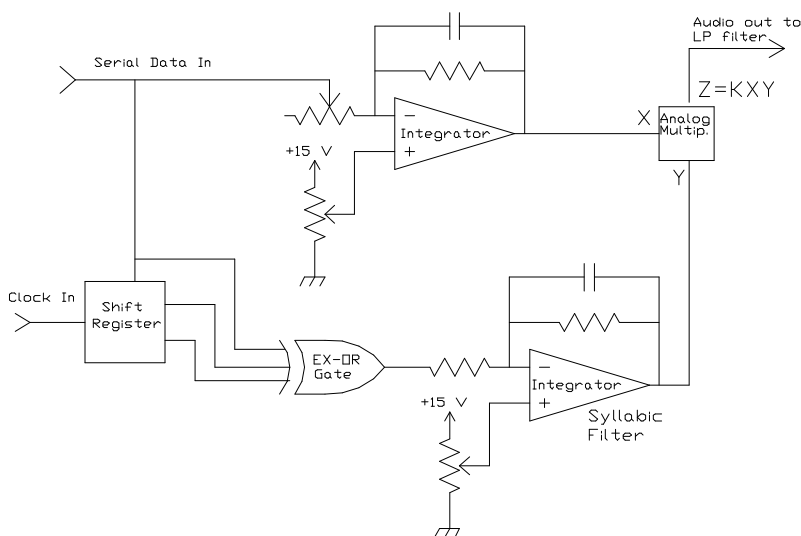 Audio out to
LP filter
Serial Data In
Z=KXY
X
Analog
Multip.
−
Integrator
+
+15 V
Y
Clock In
Shift
Register
EX-OR
Gate
−
Integrator
+
+15 V
Syllabic
Filter